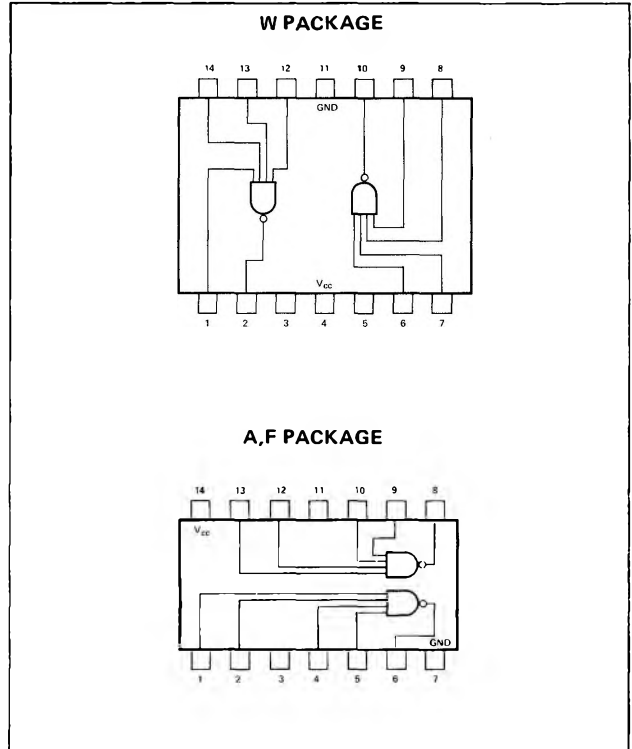 W PACKAGE
14 13 12 11 10 9 8
GND
Vcc
1 2 3 4 5 6 7
A,F PACKAGE
14 13 12 11 10 9 8
Vcc
GND
1 2 3 4 5 6 7